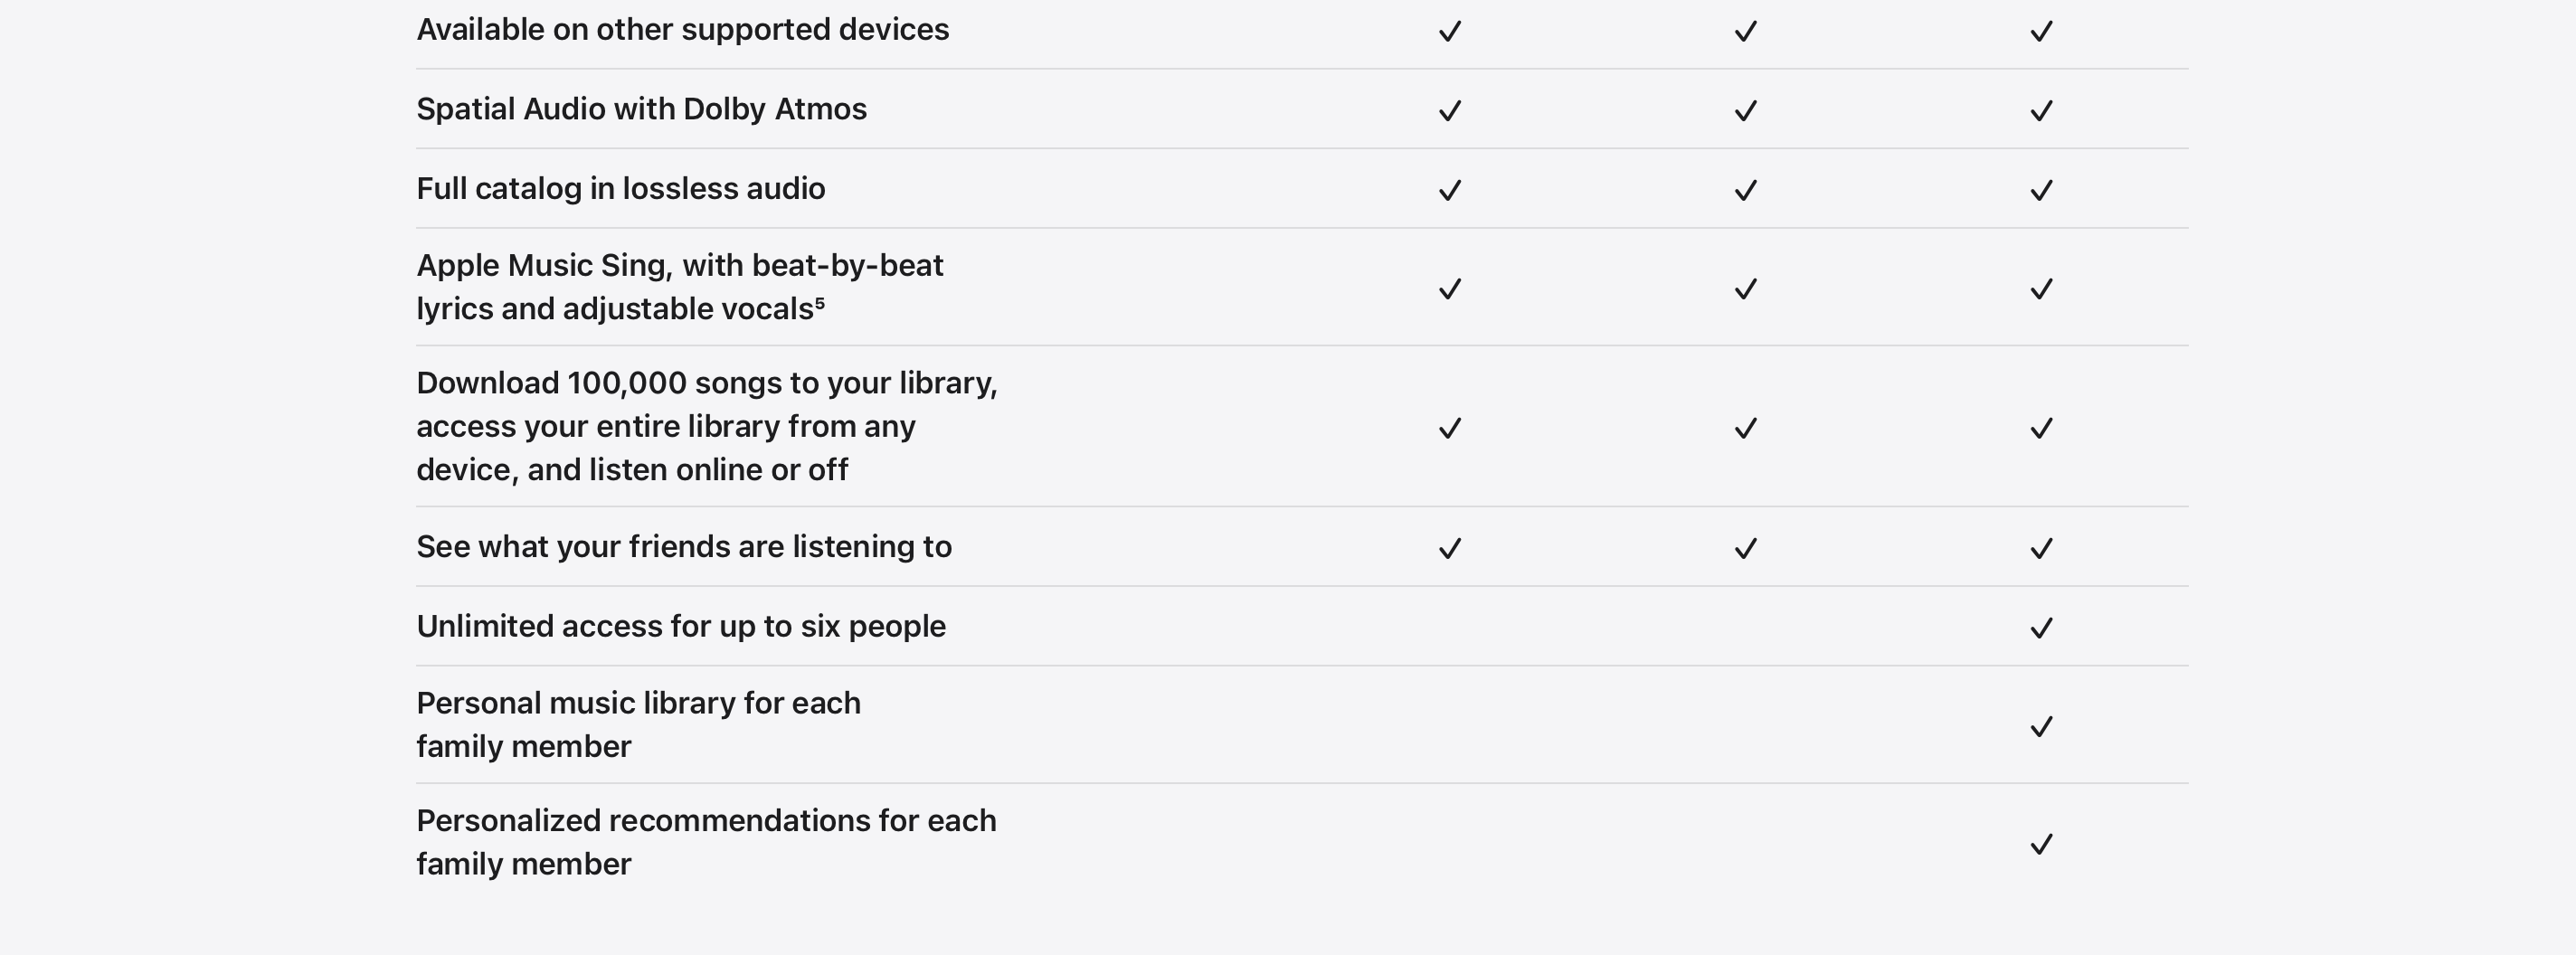 Available on other supported devices ✓ ✓ ✓
Spatial Audio with Dolby Atmos ✓ ✓ ✓
Full catalog in lossless audio ✓ ✓ ✓
Apple Music Sing, with beat-by-beat
lyrics and adjustable vocals⁵ ✓ ✓ ✓
Download 100,000 songs to your library,
access your entire library from any
device, and listen online or off ✓ ✓ ✓
See what your friends are listening to ✓ ✓ ✓
Unlimited access for up to six people ✓
Personal music library for each
family member ✓
Personalized recommendations for each
family member ✓